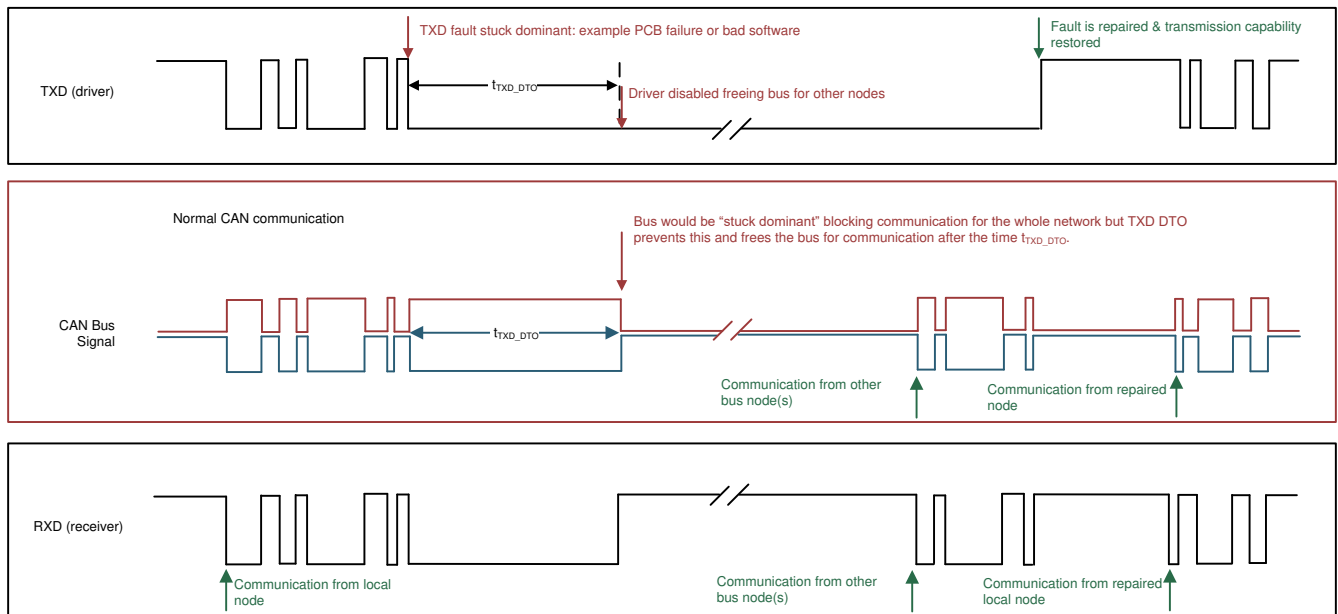 TXD fault stuck dominant: example PCB failure or bad software
Fault is repaired & transmission capability
restored
TXD (driver)
tTXD_DTO
Driver disabled freeing bus for other nodes
Normal CAN communication
Bus would be “stuck dominant” blocking communication for the whole network but TXD DTO
prevents this and frees the bus for communication after the time tTXD_DTO.
CAN Bus
Signal
tTXD_DTO
Communication from other
bus node(s)
Communication from repaired
node
RXD (receiver)
Communication from local
node
Communication from other
bus node(s)
Communication from repaired
local node